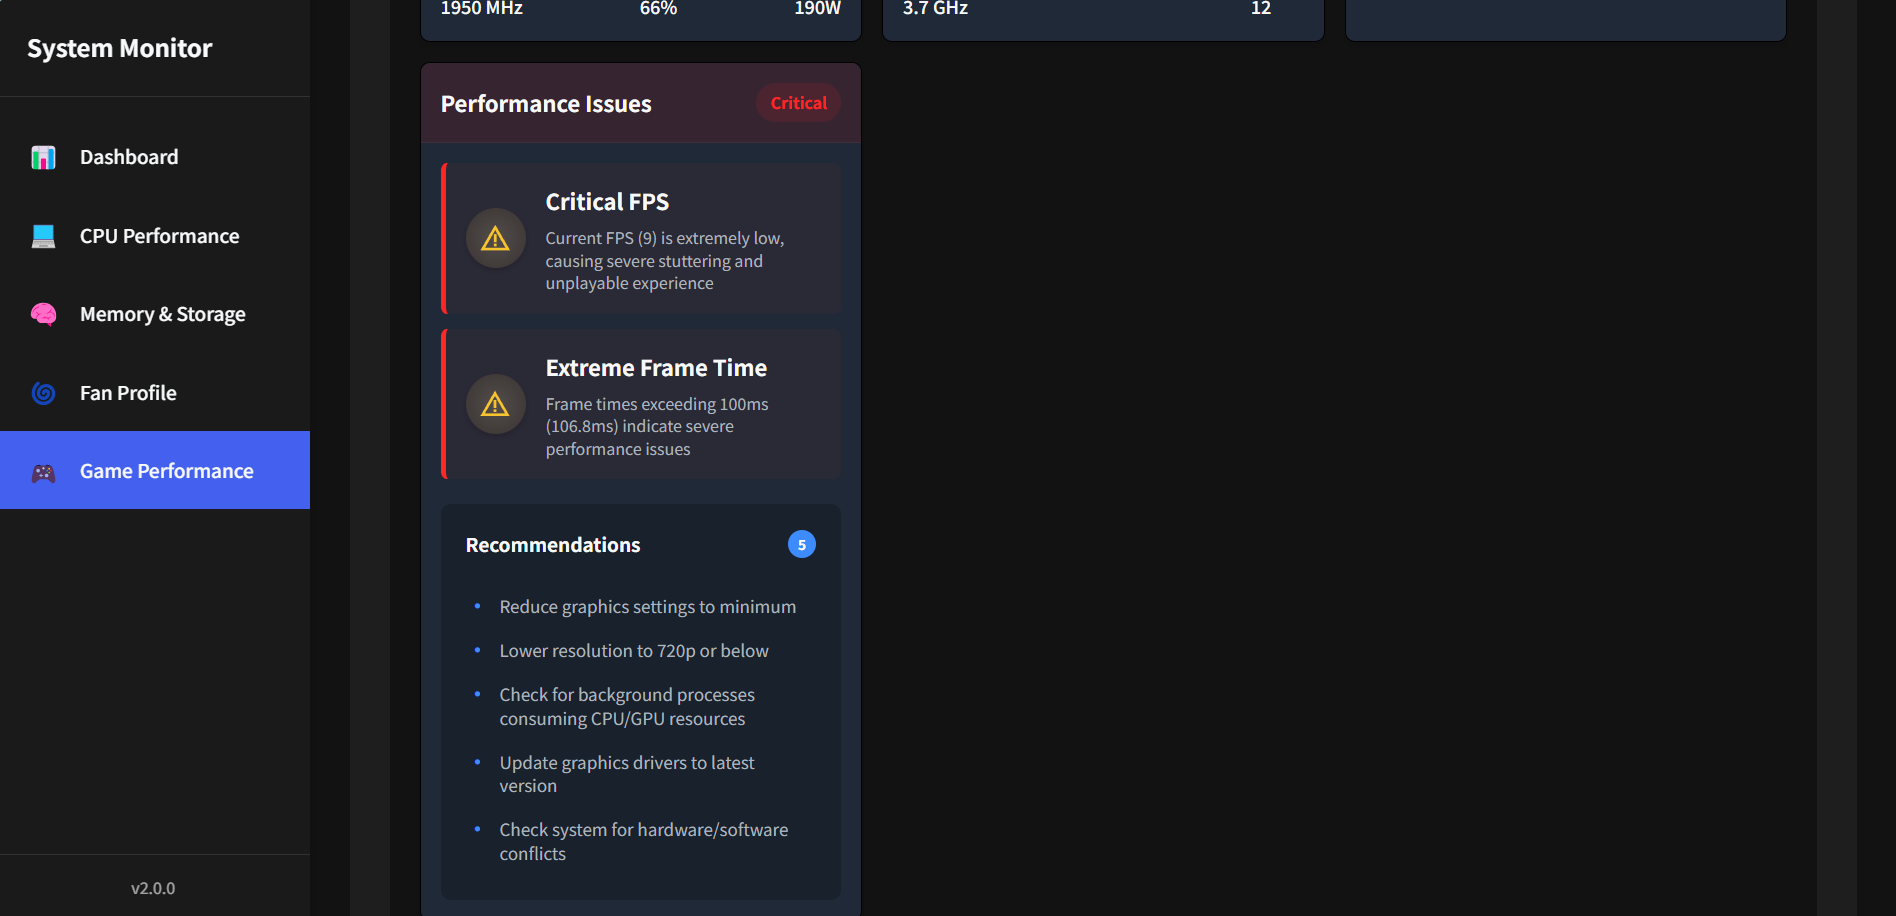 System Monitor
Dashboard
CPU Performance
Memory & Storage
Fan Profile
Game Performance
v2.0.0
1950 MHz 66% 190W
3.7 GHz 12
Performance Issues Critical
Critical FPS
Current FPS (9) is extremely low,
causing severe stuttering and
unplayable experience
Extreme Frame Time
Frame times exceeding 100ms
(106.8ms) indicate severe
performance issues
Recommendations 5
• Reduce graphics settings to minimum
• Lower resolution to 720p or below
• Check for background processes
consuming CPU/GPU resources
• Update graphics drivers to latest
version
• Check system for hardware/software
conflicts